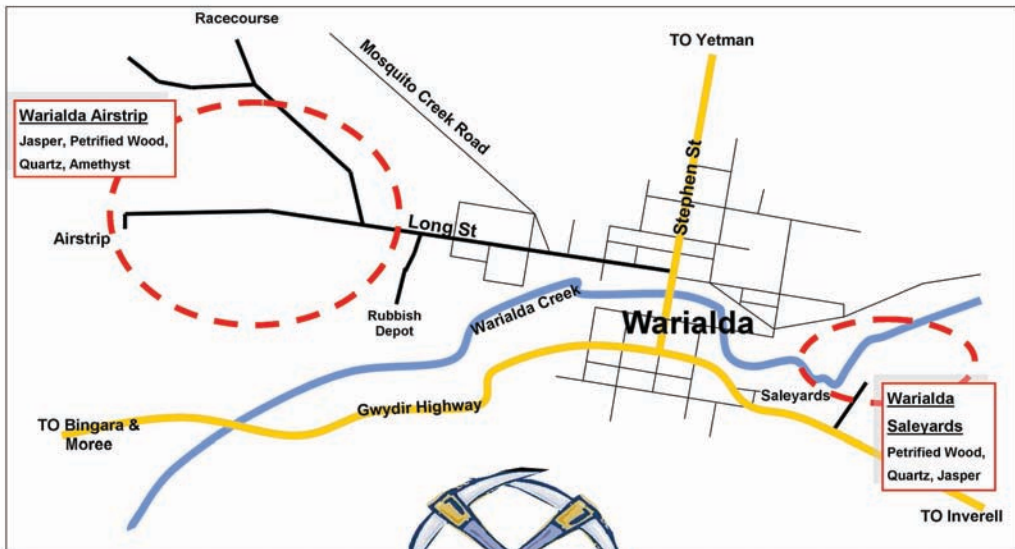 Racecourse
Mosquito Creek Road
TO Yetman
Warialda Airstrip
Jasper, Petrified Wood,
Quartz, Amethyst
Stephen St
Airstrip
Long St
Rubbish
Depot
Warialda Creek
Warialda
Gwydir Highway
Saleyards
TO Bingara &
Moree
Warialda
Saleyards
Petrified Wood,
Quartz, Jasper
TO Inverell